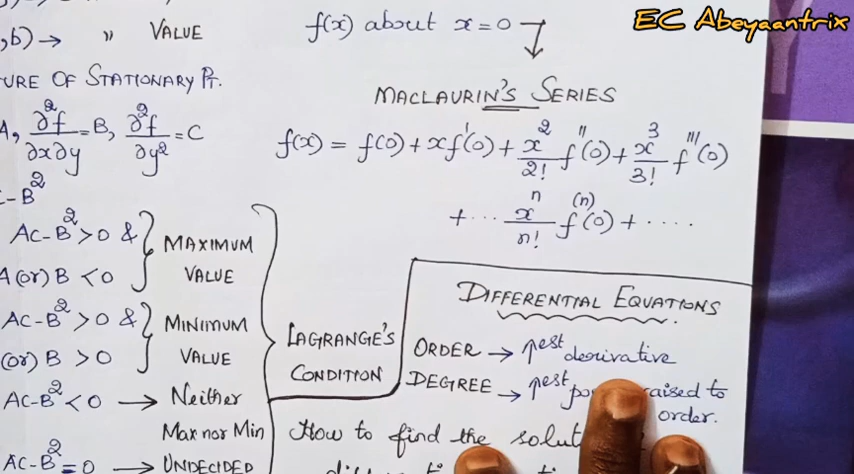 EC Abeyaantrix
,b) → " VALUE
URE OF STATIONARY PT.
A, ∂²f/∂x∂y = B, ∂²f/∂y² = C
-B²
AC-B² > 0 & MAXIMUM
A (or) B < 0 VALUE
AC-B² > 0 & MINIMUM
(or) B > 0 VALUE
AC-B² < 0 → Neither
Max nor Min
AC-B² = 0 → UNDECIDED
LAGRANGE'S
CONDITION
f(x) about x=0
MACLAURIN'S SERIES
f(x) = f(0) + xf'(0) + x²/2! f''(0) + x³/3! f'''(0)
+ ... xⁿ/n! f⁽ⁿ⁾(0) + ....
DIFFERENTIAL EQUATIONS
ORDER → ↑est derivative
DEGREE → ↑est raised to
order.
How to find the